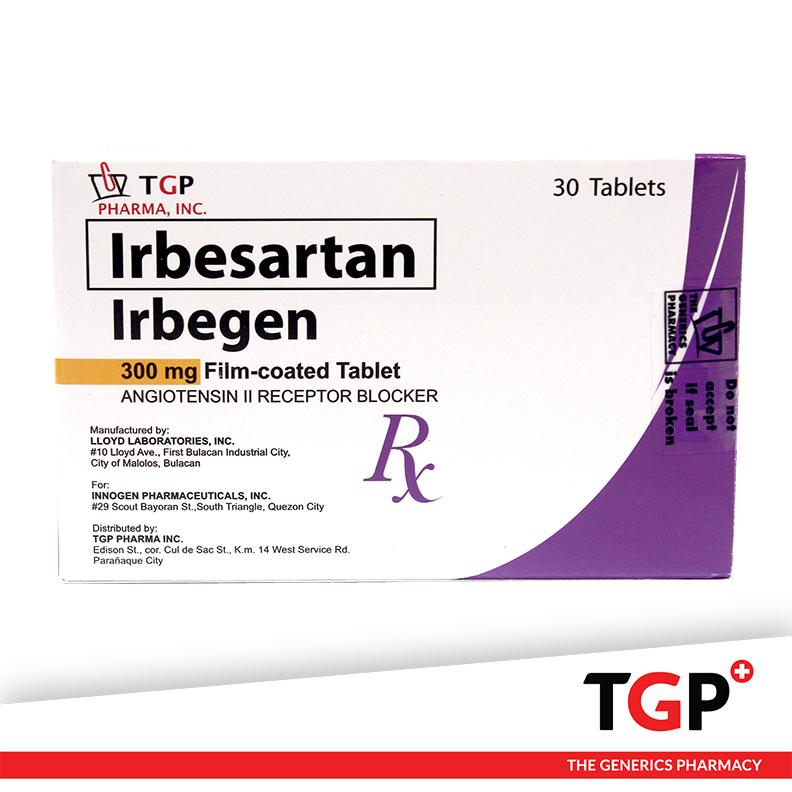 TGP
PHARMA, INC.
30 Tablets
Irbesartan
Irbegen
300 mg Film-coated Tablet
ANGIOTENSIN II RECEPTOR BLOCKER
Manufactured by:
LLOYD LABORATORIES, INC.
#10 Lloyd Ave., First Bulacan Industrial City,
City of Malolos, Bulacan
For:
INNOGEN PHARMACEUTICALS, INC.
#29 Scout Bayoran St.,South Triangle, Quezon City
Distributed by:
TGP PHARMA INC.
Edison St., cor. Cul de Sac St., K.m. 14 West Service Rd.
Parañaque City
Rx
THE
GENERICS
PHARMACY
Do not
accept
if seal
is broken
TGP
THE GENERICS PHARMACY